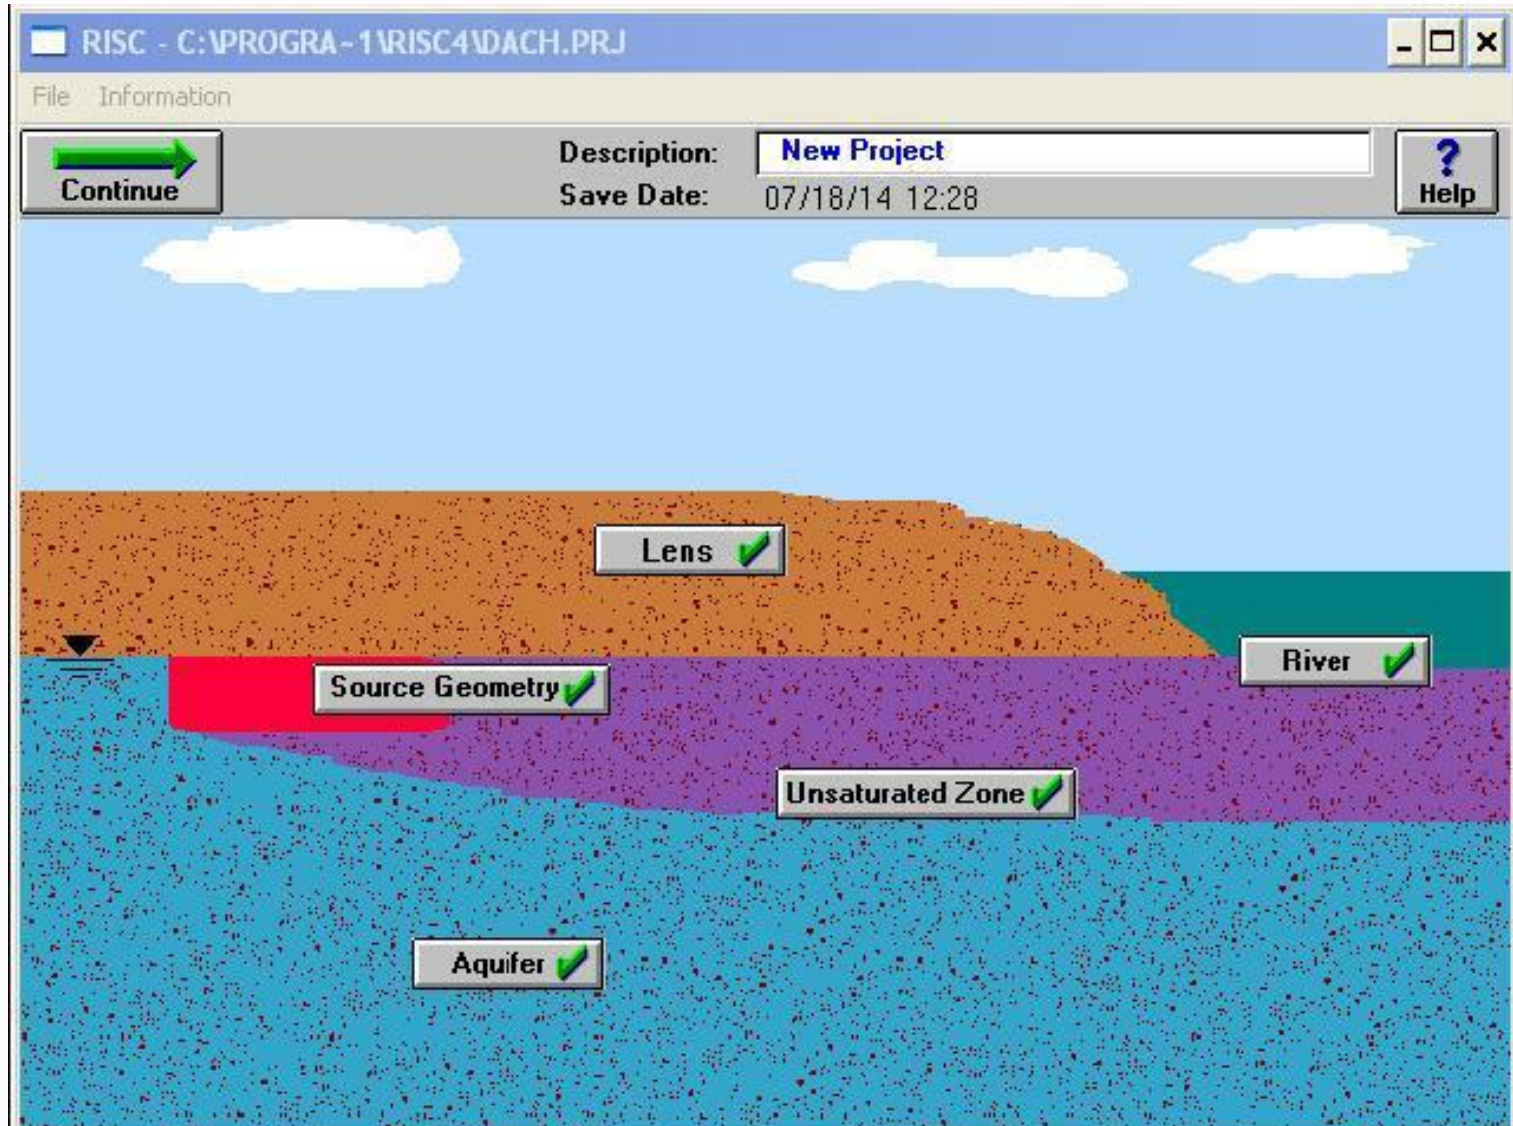 RISC - C:\PROGRA~1\RISC4\DACH.PRJ
File Information
Continue
Description: New Project
Save Date: 07/18/14 12:28
? Help
Lens
River
Source Geometry
Unsaturated Zone
Aquifer